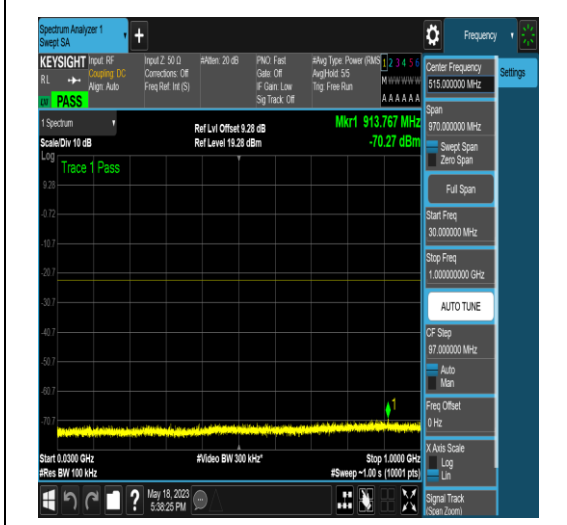 Spectrum Analyzer 1
Swept SA
+
Frequency
KEYSIGHT
RL
Input: RF
Coupling: DC
Align: Auto
Input Z: 50 Ω
Corrections: Off
Freq Ref: Int (S)
#Atten: 20 dB
PNO: Fast
Gate: Off
IF Gain: Low
Sig Track: Off
#Avg Type: Power (RMS
Avg|Hold: 5/5
Trig: Free Run
1 2 3 4 5 6
M W W W W W
A A A A A A
PASS
1 Spectrum
Scale/Div 10 dB
Ref Lvl Offset 9.28 dB
Ref Level 19.28 dBm
Mkr1 913.767 MHz
-70.27 dBm
Log
Trace 1 Pass
9.28
-0.72
-10.7
-20.7
-30.7
-40.7
-50.7
-60.7
-70.7
1
Start 0.0300 GHz
#Res BW 100 kHz
#Video BW 300 kHz*
Stop 1.0000 GHz
#Sweep ~1.00 s (10001 pts)
?
May 18, 2023
5:38:25 PM
Center Frequency
515.000000 MHz
Settings
Span
970.000000 MHz
Swept Span
Zero Span
Full Span
Start Freq
30.000000 MHz
Stop Freq
1.000000000 GHz
AUTO TUNE
CF Step
97.000000 MHz
Auto
Man
Freq Offset
0 Hz
X Axis Scale
Log
Lin
Signal Track
(Span Zoom)